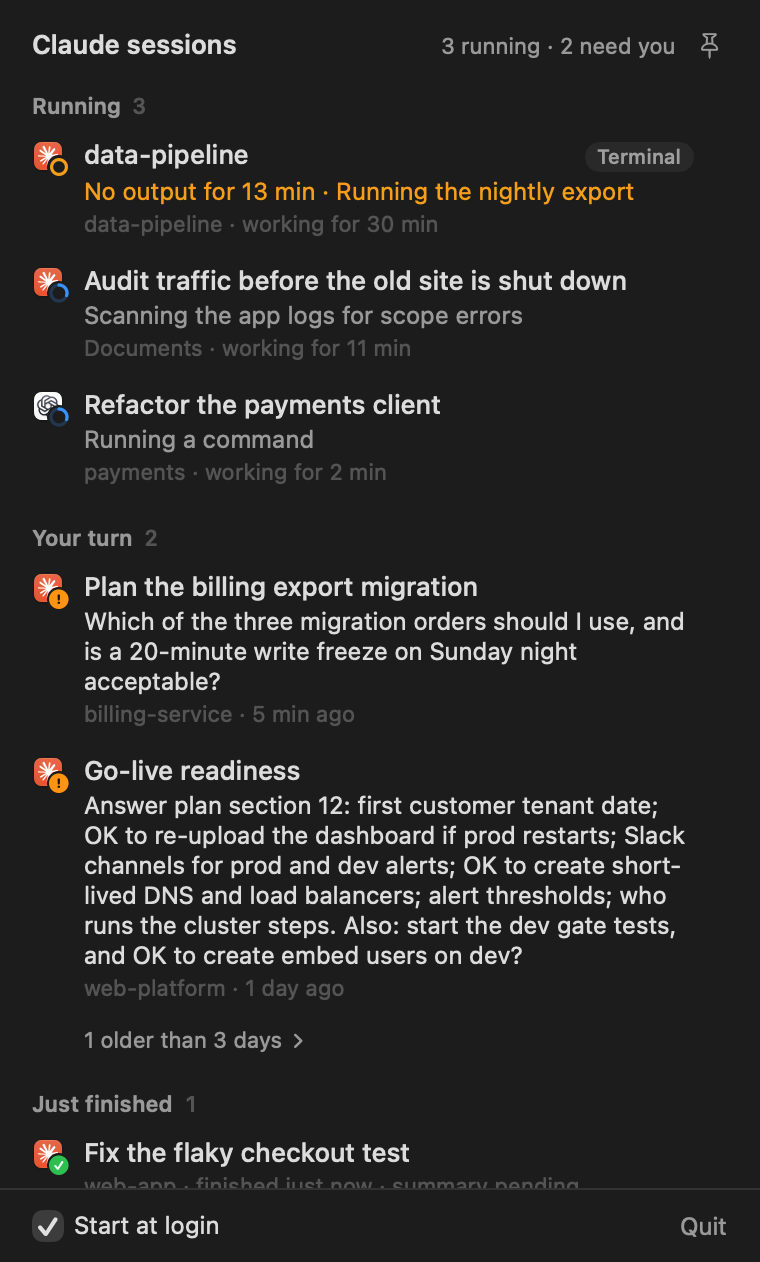 Claude sessions
3 running · 2 need you
Running 3
data-pipeline
Terminal
No output for 13 min · Running the nightly export
data-pipeline · working for 30 min
Audit traffic before the old site is shut down
Scanning the app logs for scope errors
Documents · working for 11 min
Refactor the payments client
Running a command
payments · working for 2 min
Your turn 2
Plan the billing export migration
Which of the three migration orders should I use, and
is a 20-minute write freeze on Sunday night
acceptable?
billing-service · 5 min ago
Go-live readiness
Answer plan section 12: first customer tenant date;
OK to re-upload the dashboard if prod restarts; Slack
channels for prod and dev alerts; OK to create short-
lived DNS and load balancers; alert thresholds; who
runs the cluster steps. Also: start the dev gate tests,
and OK to create embed users on dev?
web-platform · 1 day ago
1 older than 3 days >
Just finished 1
Fix the flaky checkout test
web-app · finished just now · summary pending
Start at login
Quit